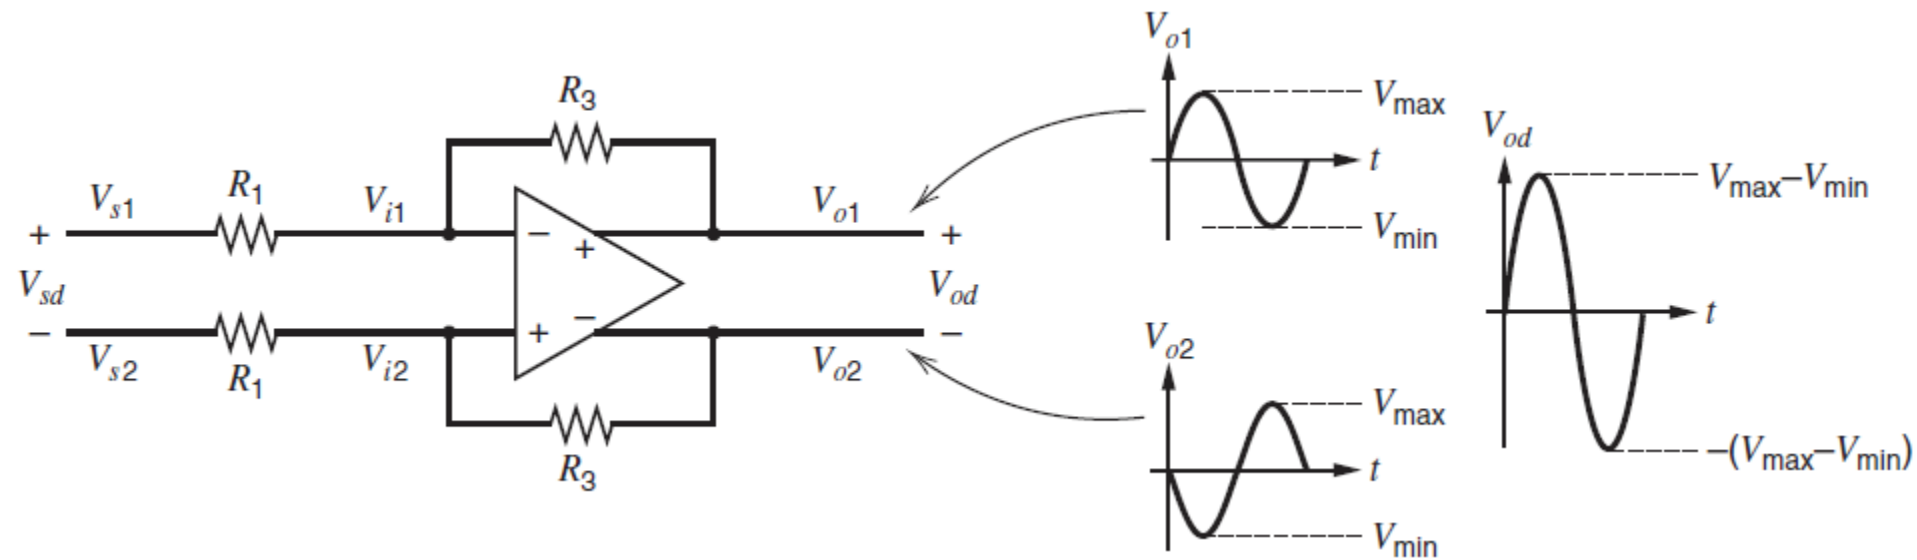 R3
R1
Vs1
Vi1
Vo1
+
−
+
+
Vsd
Vod
−
+
−
−
Vs2
Vi2
Vo2
R1
R3
Vo1
Vmax
t
Vmin
Vo2
Vmax
t
Vmin
Vod
Vmax−Vmin
t
−(Vmax−Vmin)